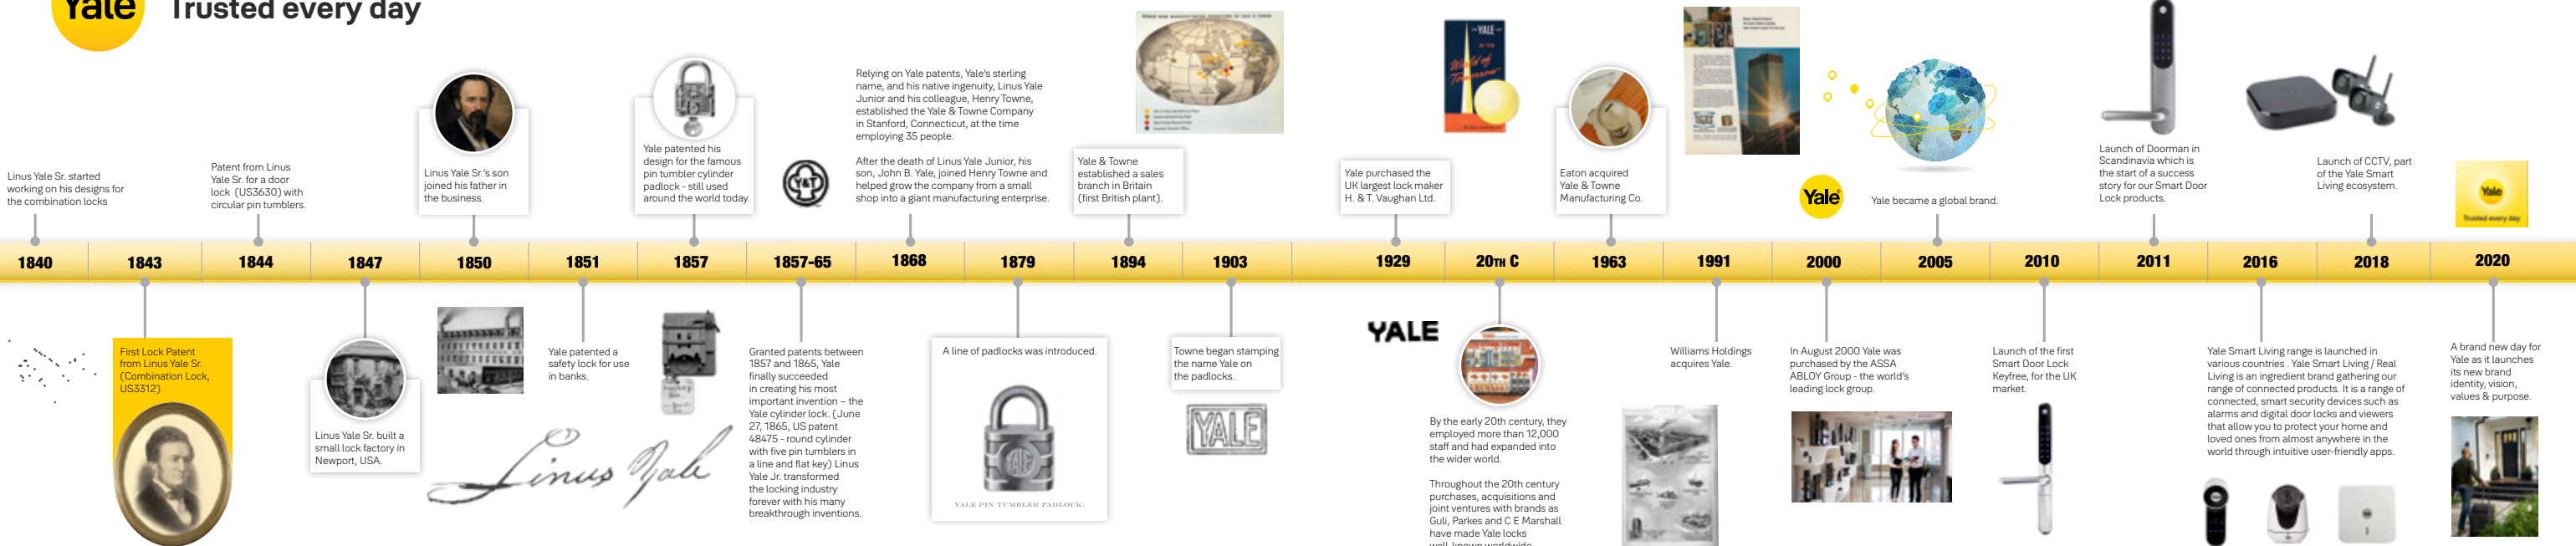 Yale
Trusted every day
Linus Yale Sr. started
working on his designs for
the combination locks
Patent from Linus
Yale Sr. for a door
lock (US3630) with
circular pin tumblers.
Linus Yale Sr.'s son
joined his father in
the business.
Yale patented his
design for the famous
pin tumbler cylinder
padlock - still used
around the world today.
Y&T
Relying on Yale patents, Yale's sterling
name, and his native ingenuity, Linus Yale
Junior and his colleague, Henry Towne,
established the Yale & Towne Company
in Stanford, Connecticut, at the time
employing 35 people.
After the death of Linus Yale Junior, his
son, John B. Yale, joined Henry Towne and
helped grow the company from a small
shop into a giant manufacturing enterprise.
Yale & Towne
established a sales
branch in Britain
(first British plant).
Yale purchased the
UK largest lock maker
H. & T. Vaughan Ltd.
YALE
IN THE
World of
Tomorrow
Eaton acquired
Yale & Towne
Manufacturing Co.
Yale
Yale became a global brand.
Launch of Doorman in
Scandinavia which is
the start of a success
story for our Smart Door
Lock products.
Launch of CCTV, part
of the Yale Smart
Living ecosystem.
Yale
Trusted every day
1840
1843
1844
1847
1850
1851
1857
1857-65
1868
1879
1894
1903
1929
20TH C
1963
1991
2000
2005
2010
2011
2016
2018
2020
First Lock Patent
from Linus Yale Sr.
(Combination Lock,
US3312)
Linus Yale Sr. built a
small lock factory in
Newport, USA.
Yale patented a
safety lock for use
in banks.
Linus Yale
Granted patents between
1857 and 1865, Yale
finally succeeded
in creating his most
important invention – the
Yale cylinder lock. (June
27, 1865, US patent
48475 - round cylinder
with five pin tumblers in
a line and flat key) Linus
Yale Jr. transformed
the locking industry
forever with his many
breakthrough inventions.
A line of padlocks was introduced.
YALE
YALE PIN TUMBLER PADLOCK.
Towne began stamping
the name Yale on
the padlocks.
YALE
YALE
By the early 20th century, they
employed more than 12,000
staff and had expanded into
the wider world.
Throughout the 20th century
purchases, acquisitions and
joint ventures with brands as
Guli, Parkes and C E Marshall
have made Yale locks
well-known worldwide
Williams Holdings
acquires Yale.
In August 2000 Yale was
purchased by the ASSA
ABLOY Group - the world's
leading lock group.
Launch of the first
Smart Door Lock
Keyfree, for the UK
market.
Yale Smart Living range is launched in
various countries . Yale Smart Living / Real
Living is an ingredient brand gathering our
range of connected products. It is a range of
connected, smart security devices such as
alarms and digital door locks and viewers
that allow you to protect your home and
loved ones from almost anywhere in the
world through intuitive user-friendly apps.
A brand new day for
Yale as it launches
its new brand
identity, vision,
values & purpose.